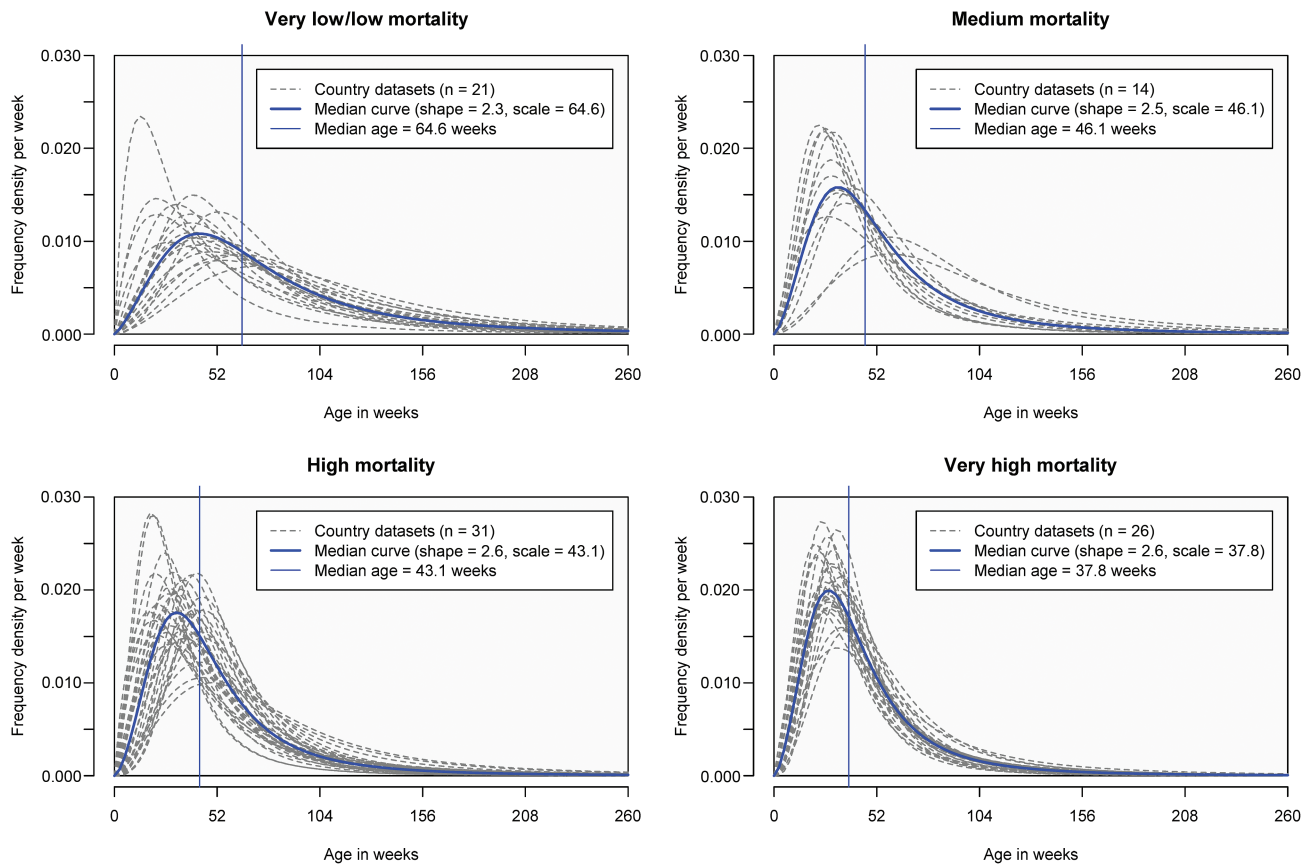 Very low/low mortality
Frequency density per week
0.030
0.020
0.010
0.000
Country datasets (n = 21)
Median curve (shape = 2.3, scale = 64.6)
Median age = 64.6 weeks
0 52 104 156 208 260
Age in weeks
Medium mortality
Frequency density per week
0.030
0.020
0.010
0.000
Country datasets (n = 14)
Median curve (shape = 2.5, scale = 46.1)
Median age = 46.1 weeks
0 52 104 156 208 260
Age in weeks
High mortality
Frequency density per week
0.030
0.020
0.010
0.000
Country datasets (n = 31)
Median curve (shape = 2.6, scale = 43.1)
Median age = 43.1 weeks
0 52 104 156 208 260
Age in weeks
Very high mortality
Frequency density per week
0.030
0.020
0.010
0.000
Country datasets (n = 26)
Median curve (shape = 2.6, scale = 37.8)
Median age = 37.8 weeks
0 52 104 156 208 260
Age in weeks